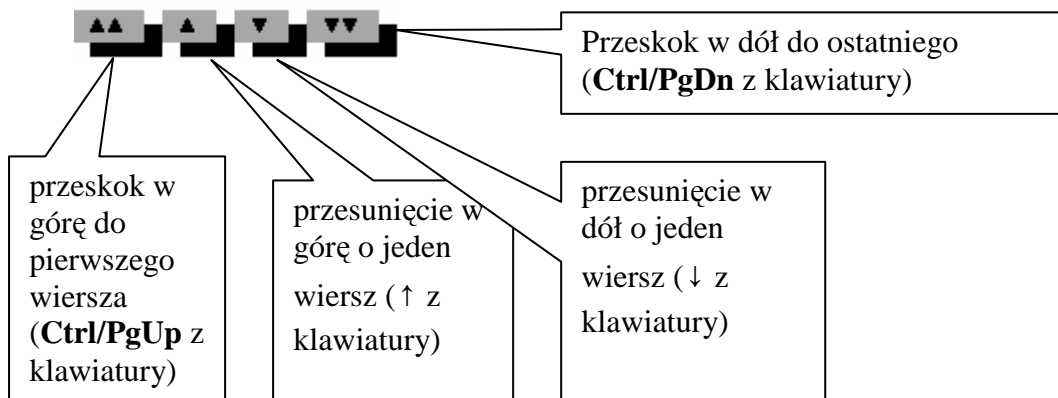 ▲▲ ▲ ▼ ▼▼
Przeskok w dół do ostatniego
(Ctrl/PgDn z klawiatury)
przeskok w
górę do
pierwszego
wiersza
(Ctrl/PgUp z
klawiatury)
przesunięcie w
górę o jeden
wiersz (↑ z
klawiatury)
przesunięcie w
dół o jeden
wiersz (↓ z
klawiatury)